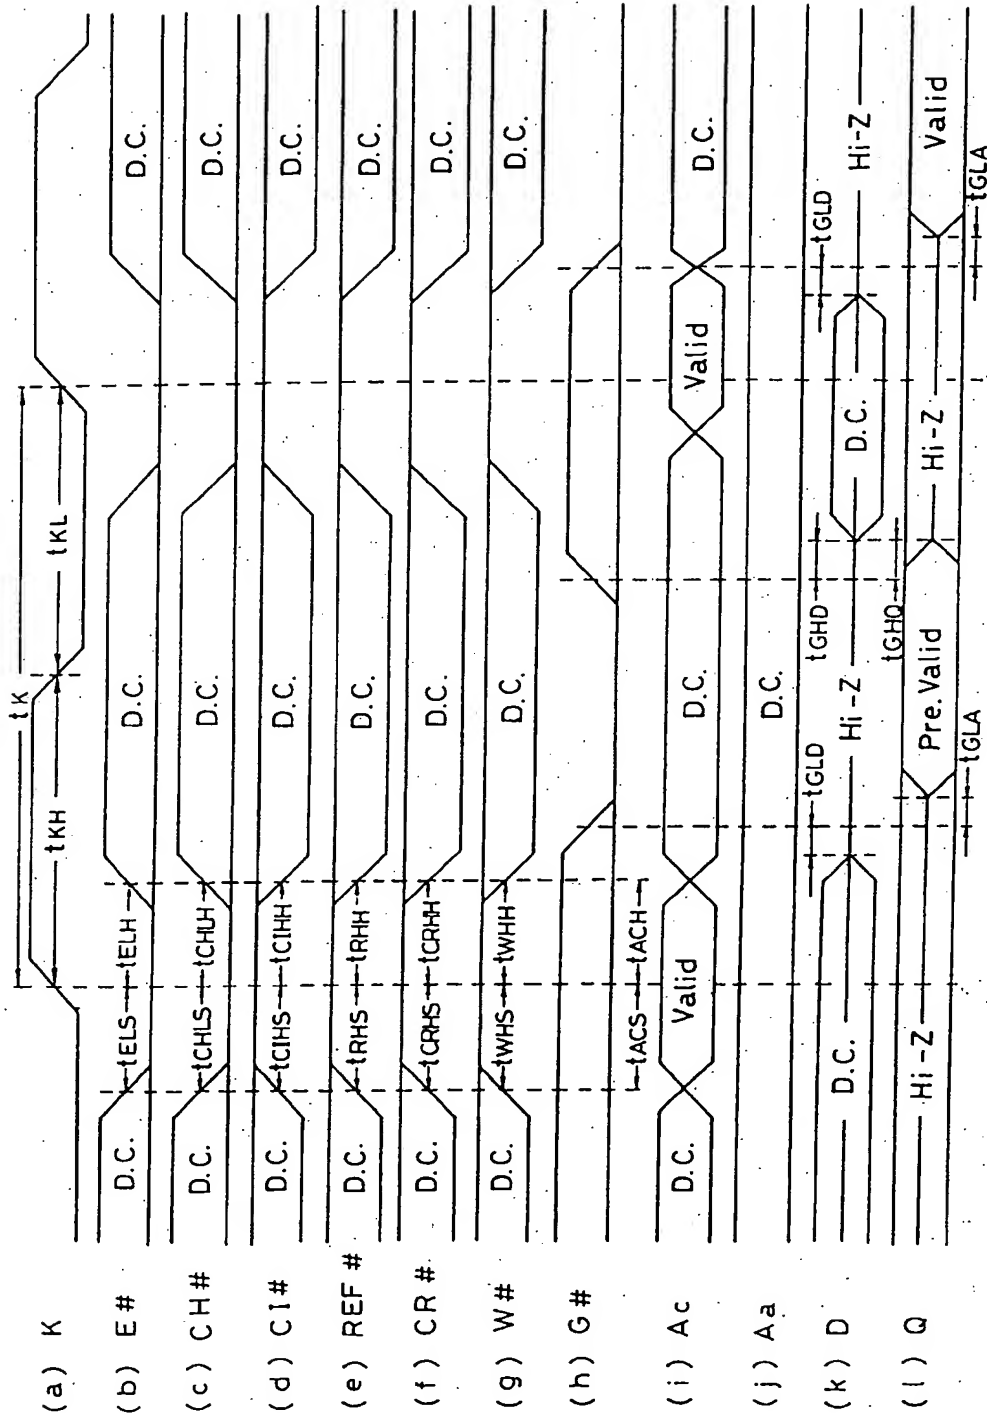 (a) K
tK
tKH
tKL
(b) E#
D.C.
tELS
tELH
D.C.
D.C.
(c) CH#
D.C.
tCHLS
tCHLH
D.C.
D.C.
(d) CI#
D.C.
tCIHS
tCIHH
D.C.
D.C.
(e) REF#
D.C.
tRHS
tRHH
D.C.
D.C.
(f) CR#
D.C.
tCRHS
tCRHH
D.C.
D.C.
(g) W#
D.C.
tWHS
tWHH
D.C.
D.C.
(h) G#
tACS
tACH
(i) Ac
D.C.
Valid
D.C.
Valid
D.C.
(j) Aa
D.C.
tGLD
tGHD
tGLD
(k) D
D.C.
Hi-Z
D.C.
Hi-Z
tGHQ
(l) Q
Hi-Z
Pre.Valid
Hi-Z
Valid
tGLA
tGLA